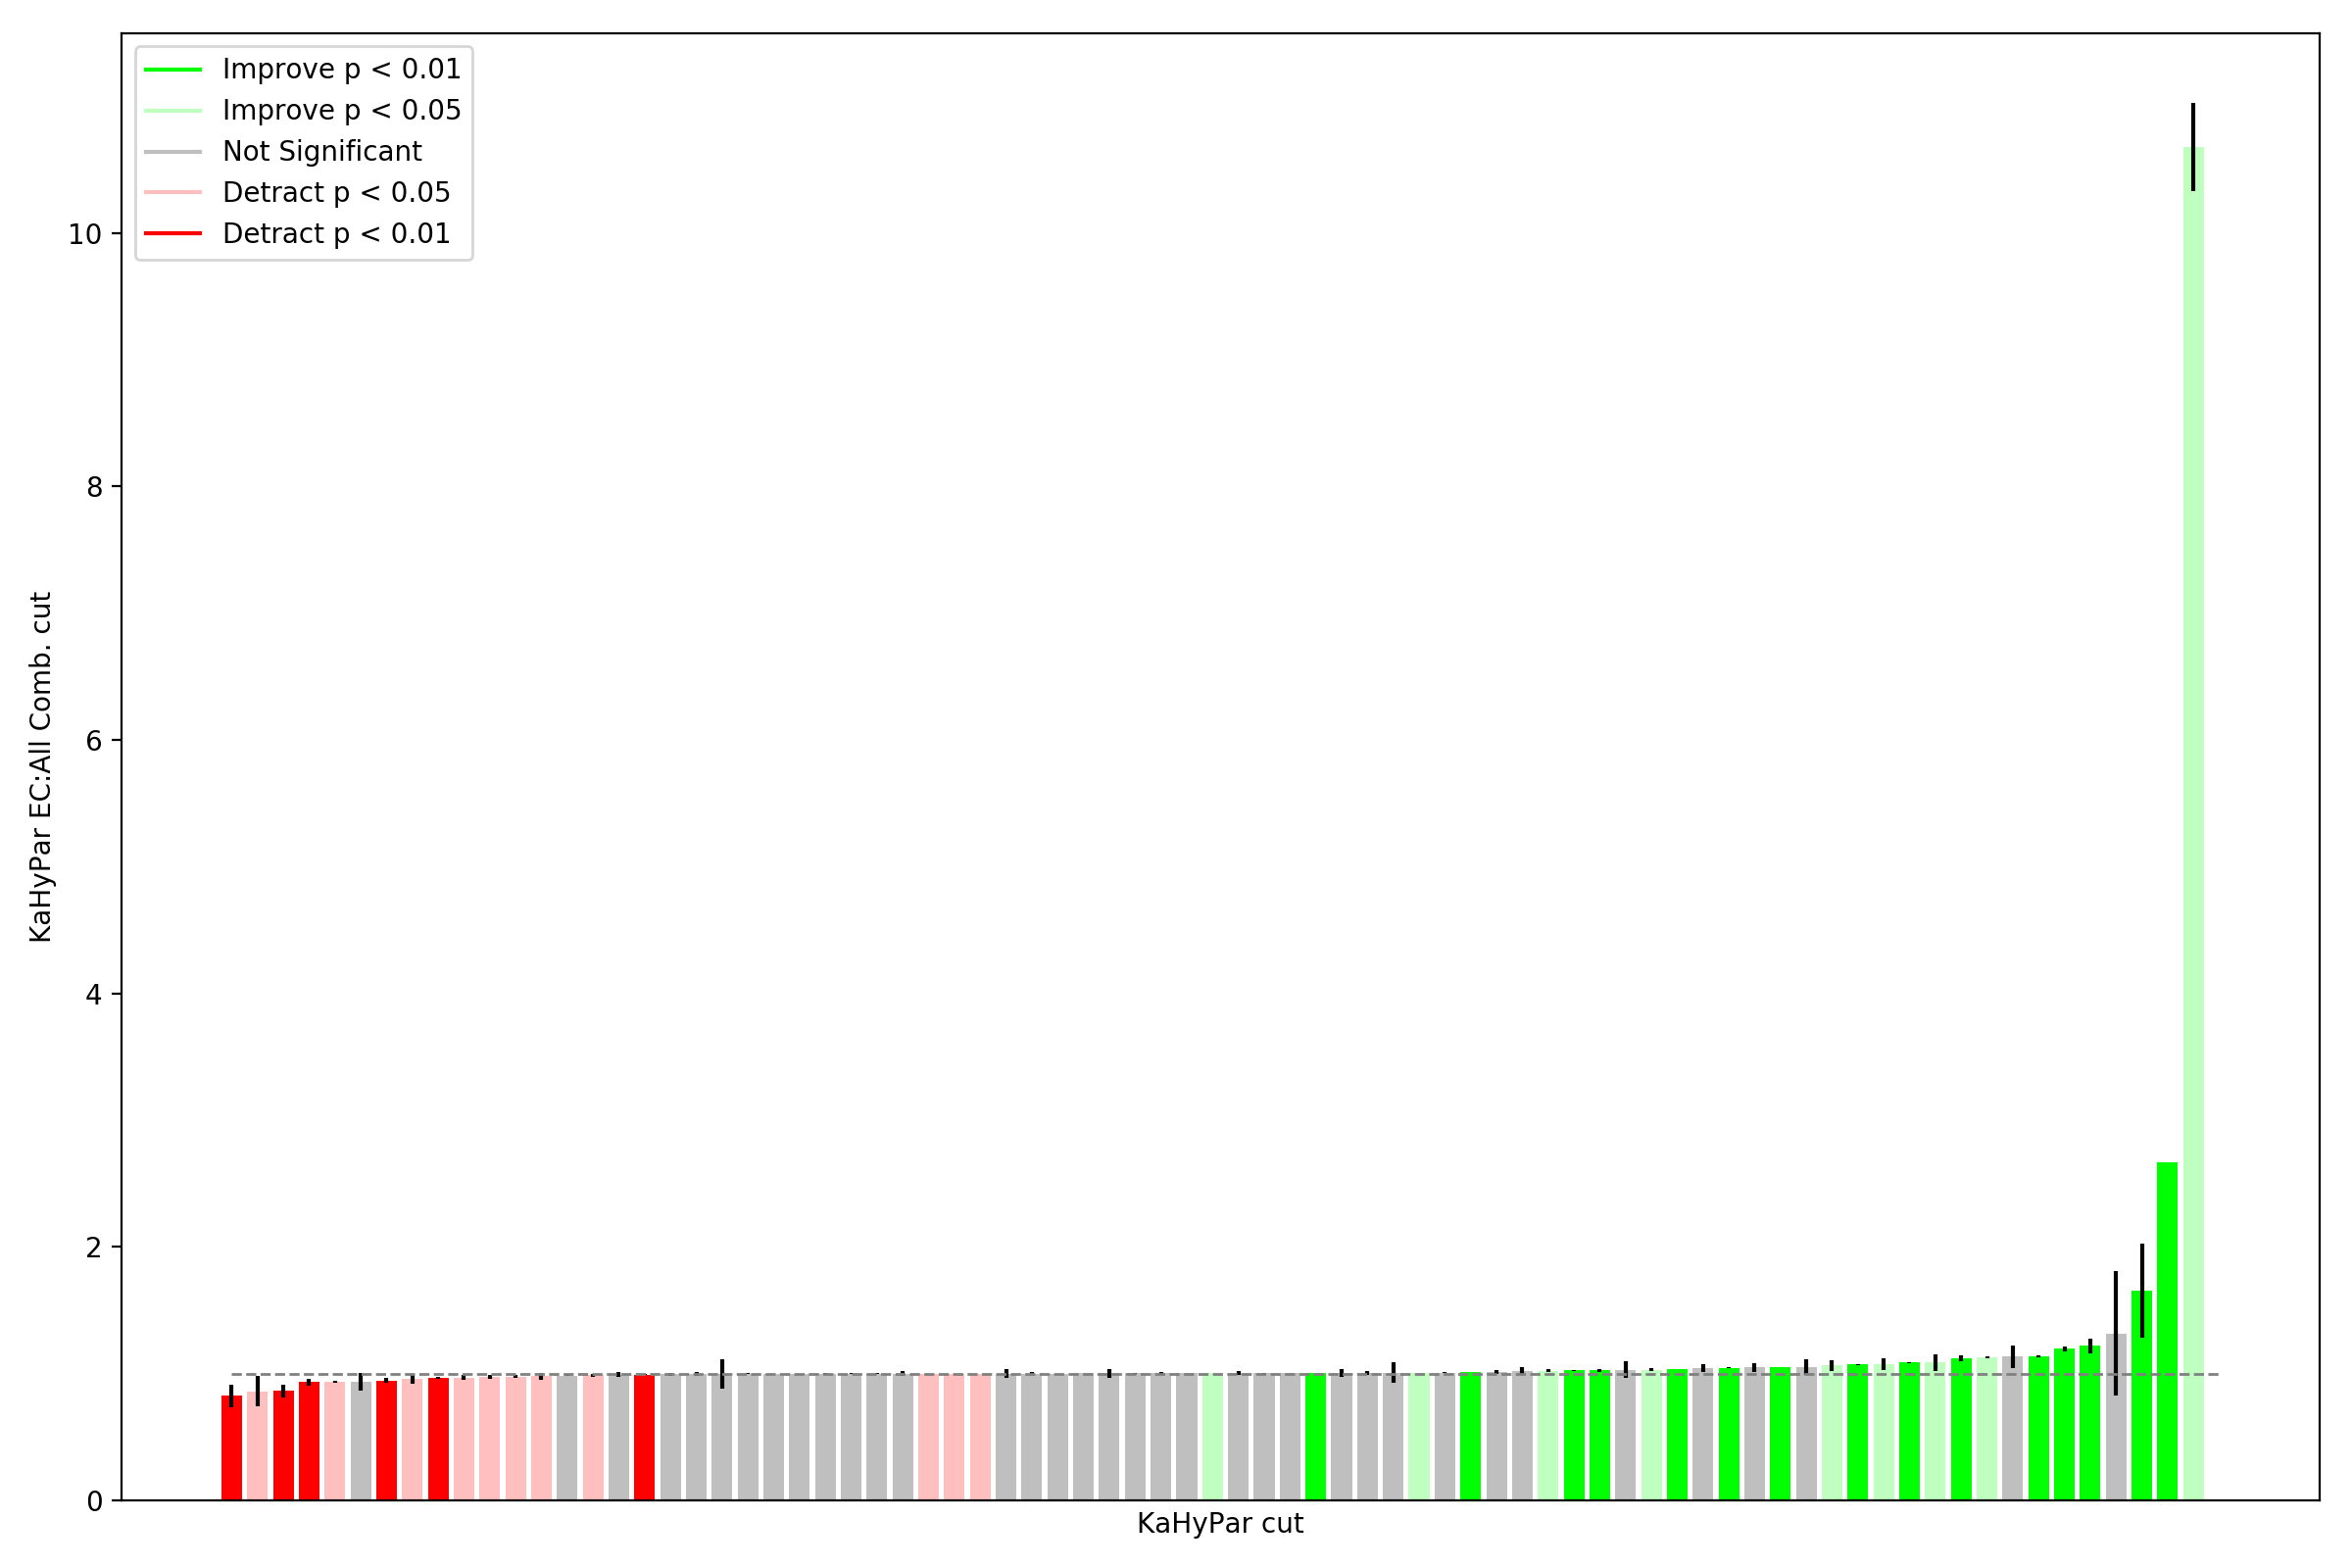 Improve p < 0.01
Improve p < 0.05
Not Significant
Detract p < 0.05
Detract p < 0.01
10
8
6
4
2
0
KaHyPar EC:All Comb. cut
KaHyPar cut